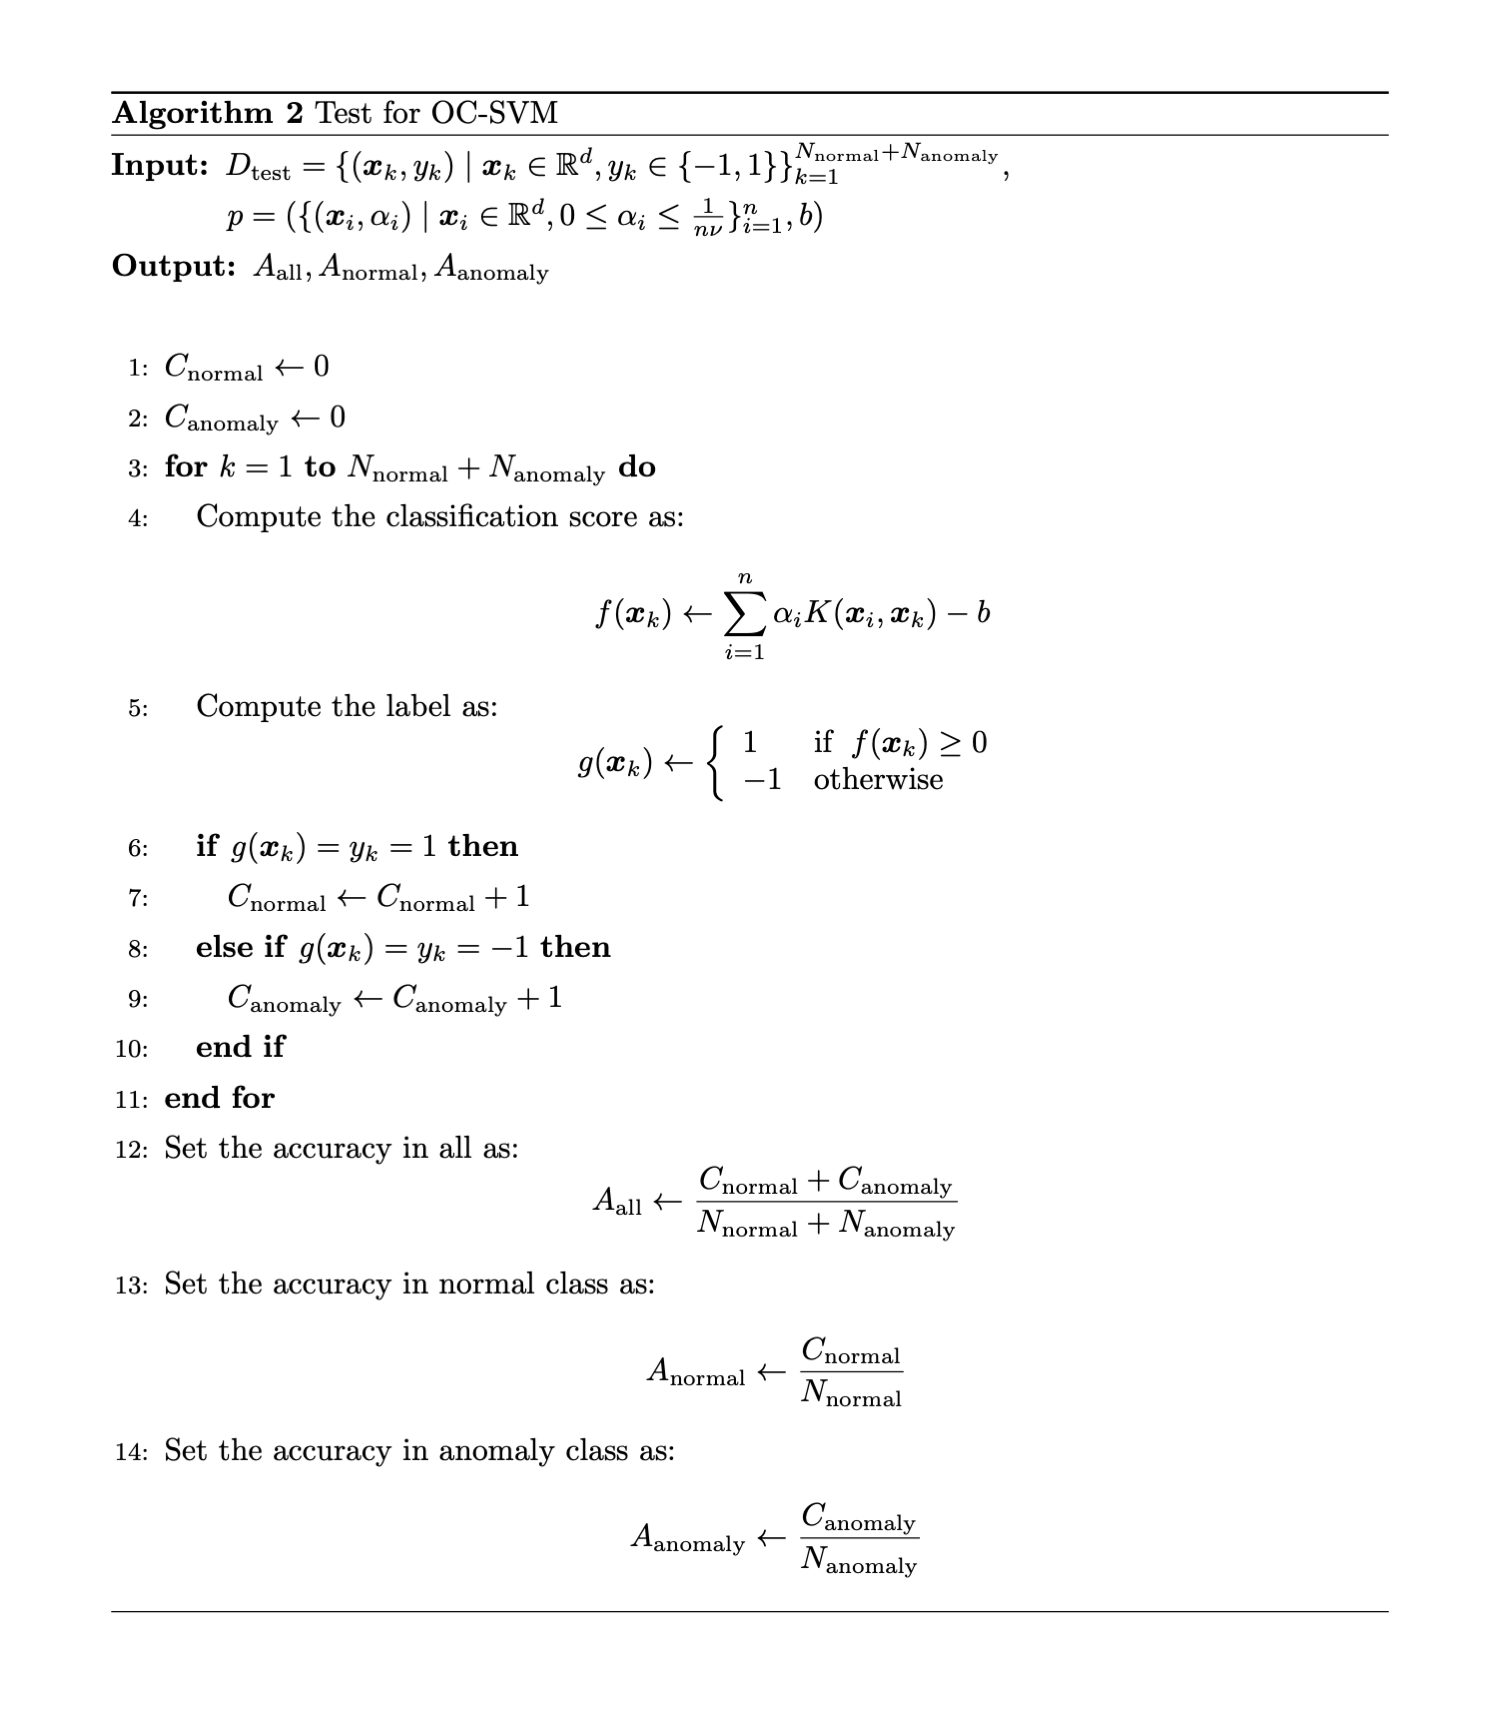 Algorithm 2 Test for OC-SVM
Input: $D_{\text{test}} = \{(\boldsymbol{x}_k, y_k) \mid \boldsymbol{x}_k \in \mathbb{R}^d, y_k \in \{-1, 1\}\}_{k=1}^{N_{\text{normal}}+N_{\text{anomaly}}},$
$p = (\{(\boldsymbol{x}_i, \alpha_i) \mid \boldsymbol{x}_i \in \mathbb{R}^d, 0 \leq \alpha_i \leq \frac{1}{n\nu}\}_{i=1}^{n}, b)$
Output: $A_{\text{all}}, A_{\text{normal}}, A_{\text{anomaly}}$
1: $C_{\text{normal}} \leftarrow 0$
2: $C_{\text{anomaly}} \leftarrow 0$
3: for $k = 1$ to $N_{\text{normal}} + N_{\text{anomaly}}$ do
4: Compute the classification score as:
$f(\boldsymbol{x}_k) \leftarrow \sum_{i=1}^{n} \alpha_i K(\boldsymbol{x}_i, \boldsymbol{x}_k) - b$
5: Compute the label as:
$g(\boldsymbol{x}_k) \leftarrow \begin{cases} 1 & \text{if } f(\boldsymbol{x}_k) \geq 0 \\ -1 & \text{otherwise} \end{cases}$
6: if $g(\boldsymbol{x}_k) = y_k = 1$ then
7: $C_{\text{normal}} \leftarrow C_{\text{normal}} + 1$
8: else if $g(\boldsymbol{x}_k) = y_k = -1$ then
9: $C_{\text{anomaly}} \leftarrow C_{\text{anomaly}} + 1$
10: end if
11: end for
12: Set the accuracy in all as:
$A_{\text{all}} \leftarrow \frac{C_{\text{normal}} + C_{\text{anomaly}}}{N_{\text{normal}} + N_{\text{anomaly}}}$
13: Set the accuracy in normal class as:
$A_{\text{normal}} \leftarrow \frac{C_{\text{normal}}}{N_{\text{normal}}}$
14: Set the accuracy in anomaly class as:
$A_{\text{anomaly}} \leftarrow \frac{C_{\text{anomaly}}}{N_{\text{anomaly}}}$